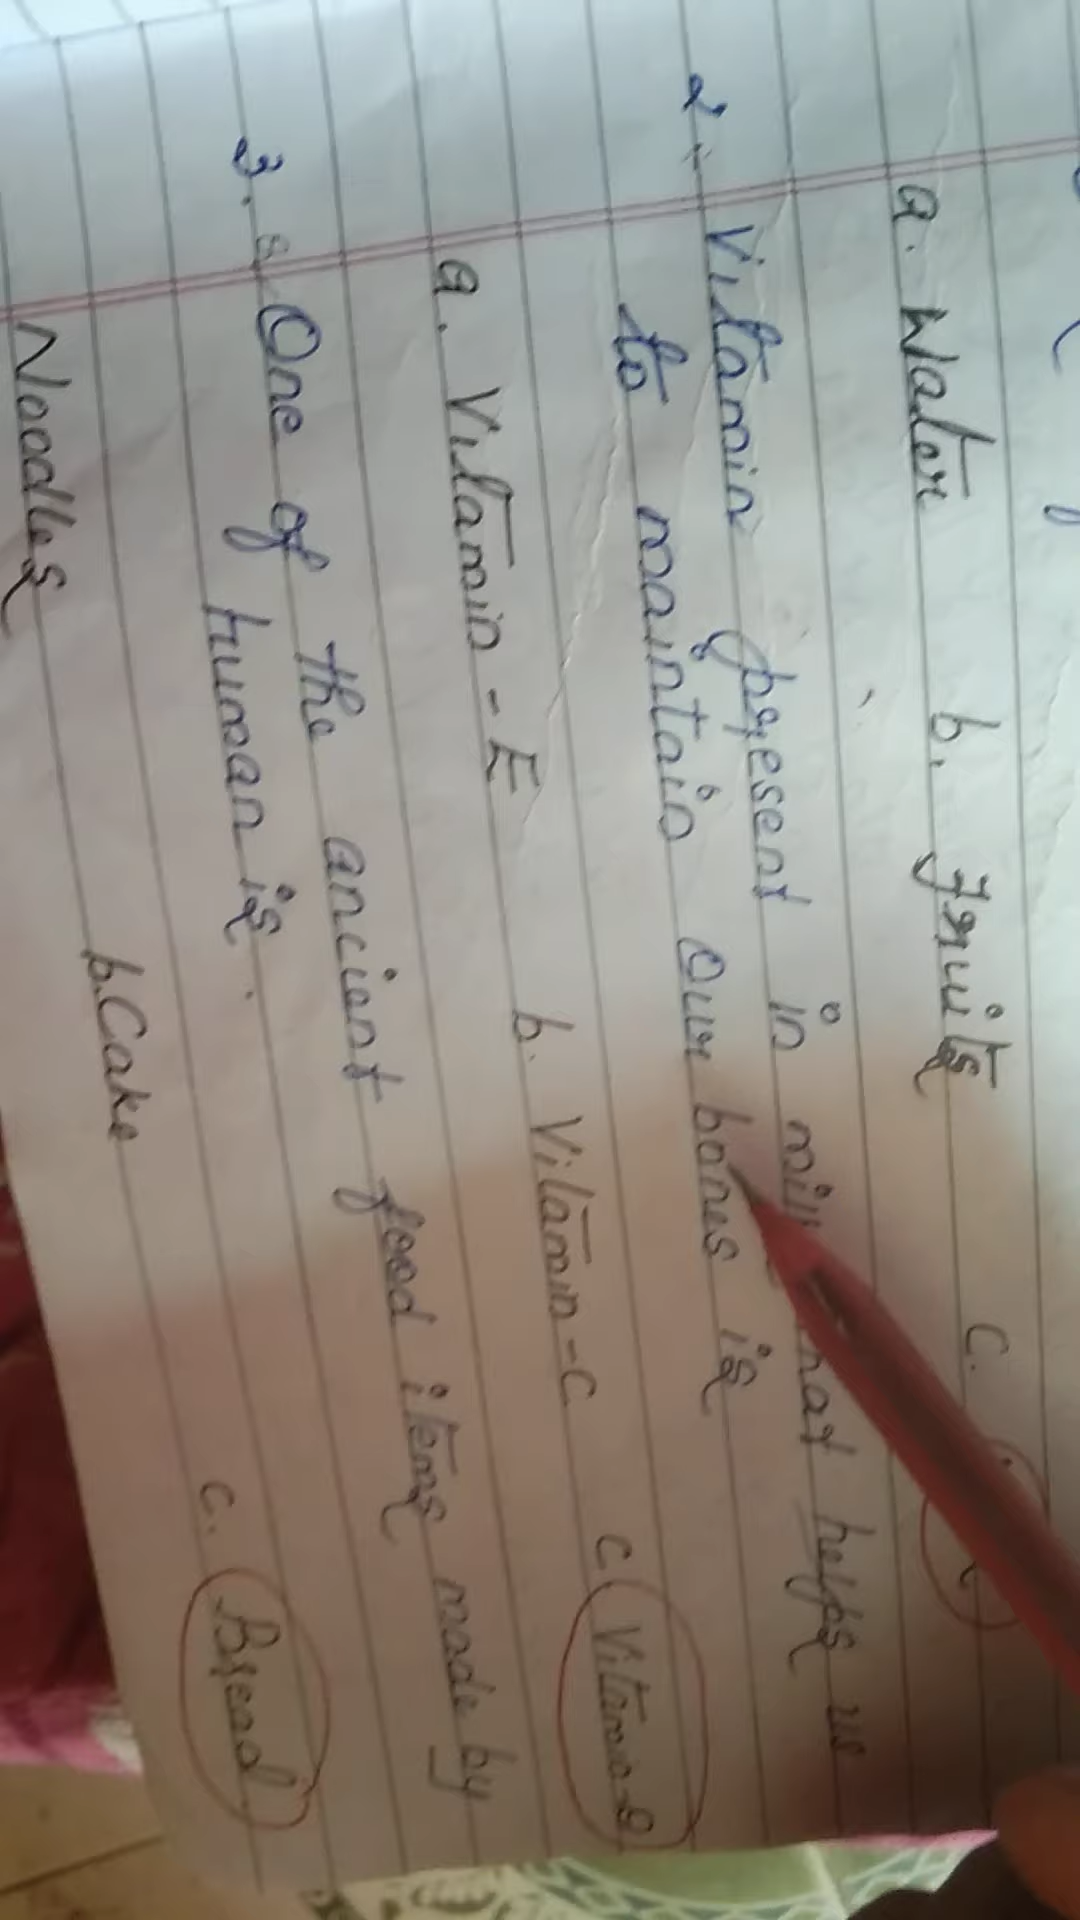 a. Water b. Fruits c.
2. Vitamin present in that helps us
to maintain our bones is
a. Vitamin - E b. Vitamin - C c. Vitamin-D
3. One of the ancient food items made by
human is.
Noodles b. Cake c. Bread.